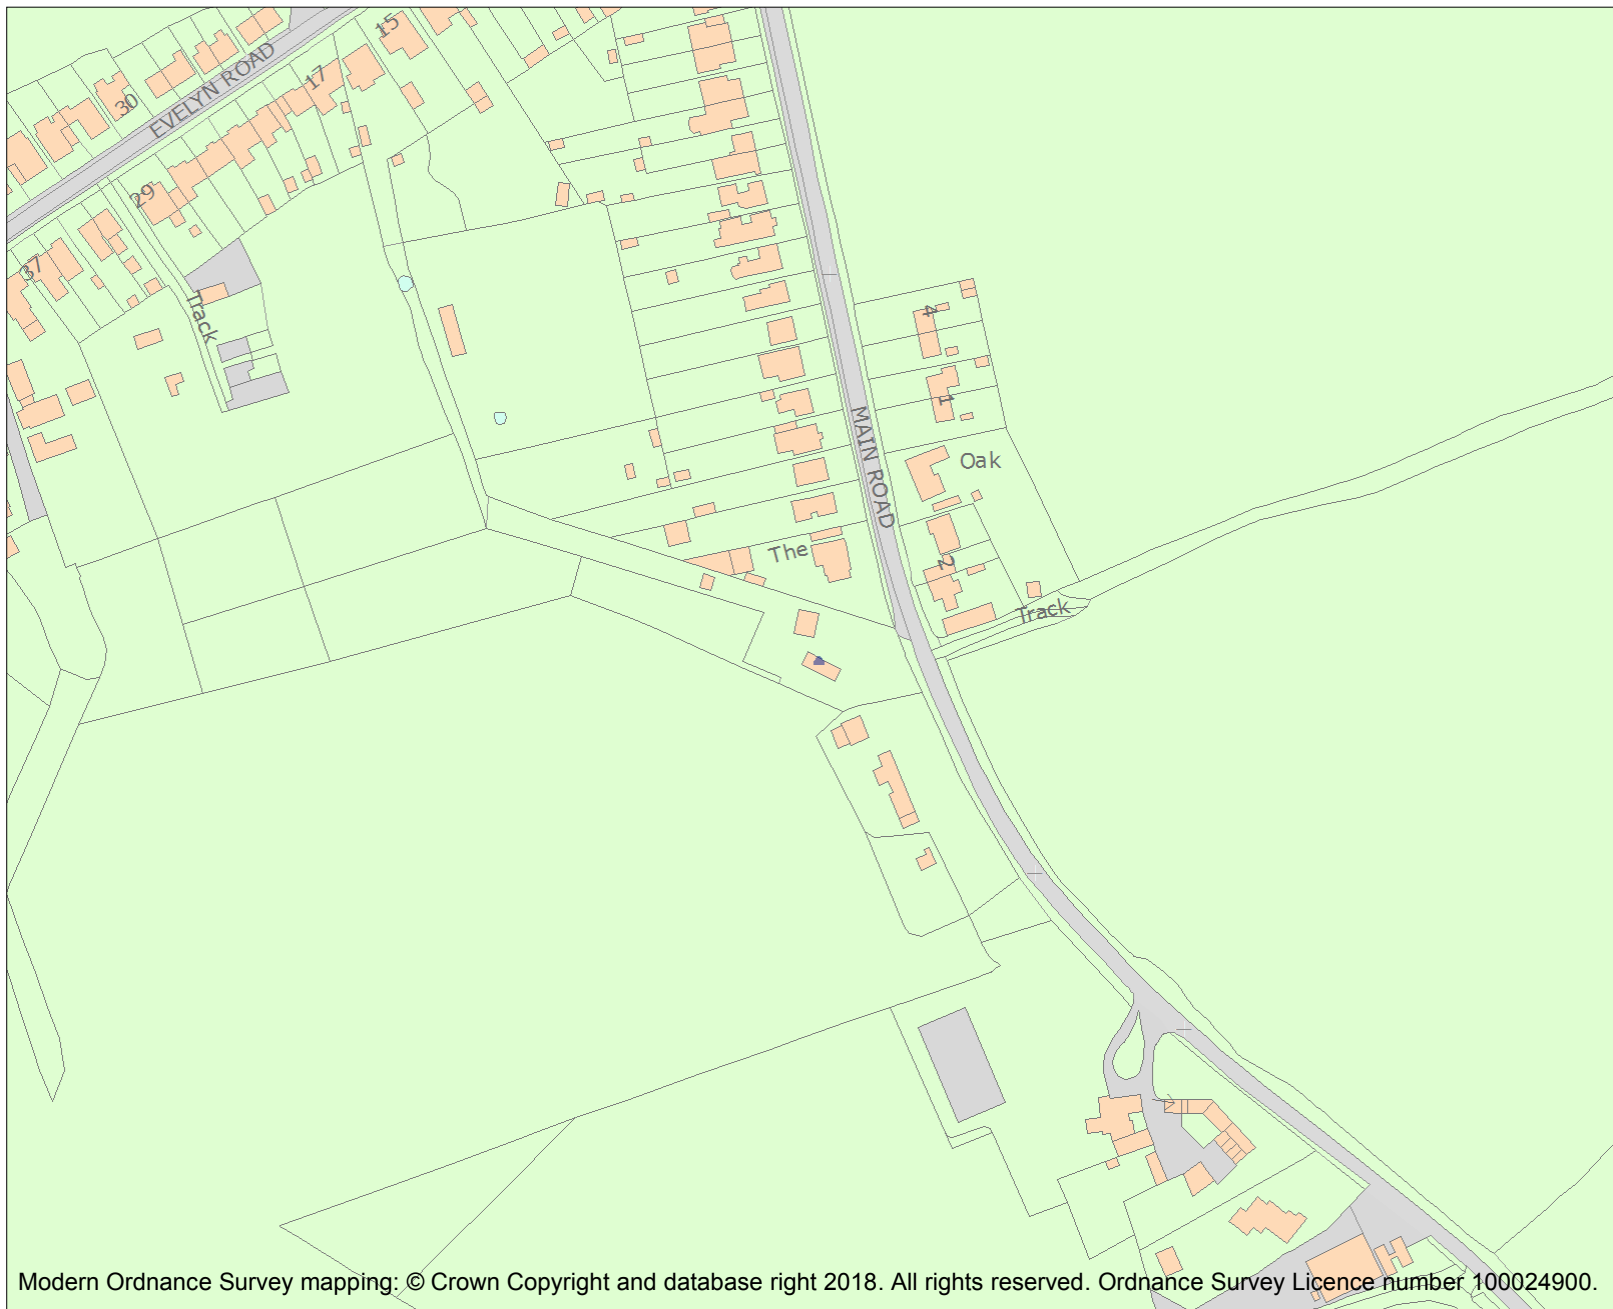 15
17
30
EVELYN ROAD
29
37
Track
4
1
MAIN ROAD
Oak
The
2
Track
Modern Ordnance Survey mapping: © Crown Copyright and database right 2018. All rights reserved. Ordnance Survey Licence number 100024900.